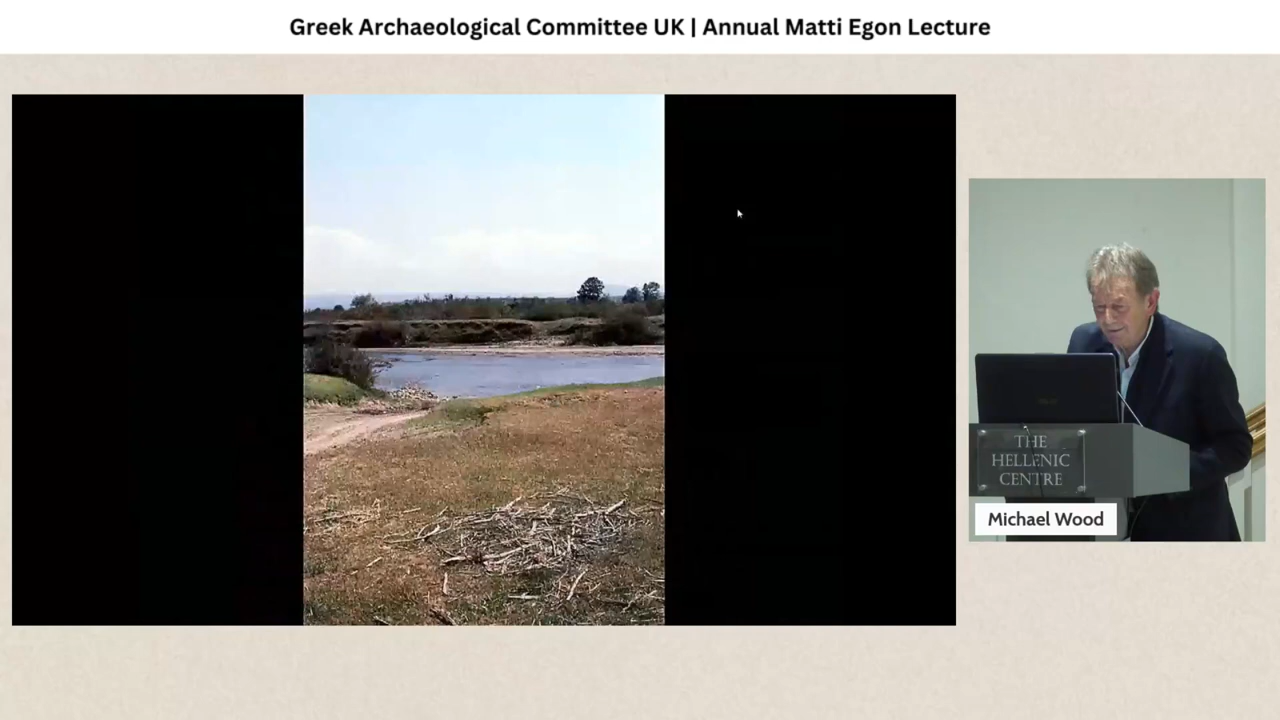 Greek Archaeological Committee UK | Annual Matti Egon Lecture
THE
HELLENIC
CENTRE
Michael Wood